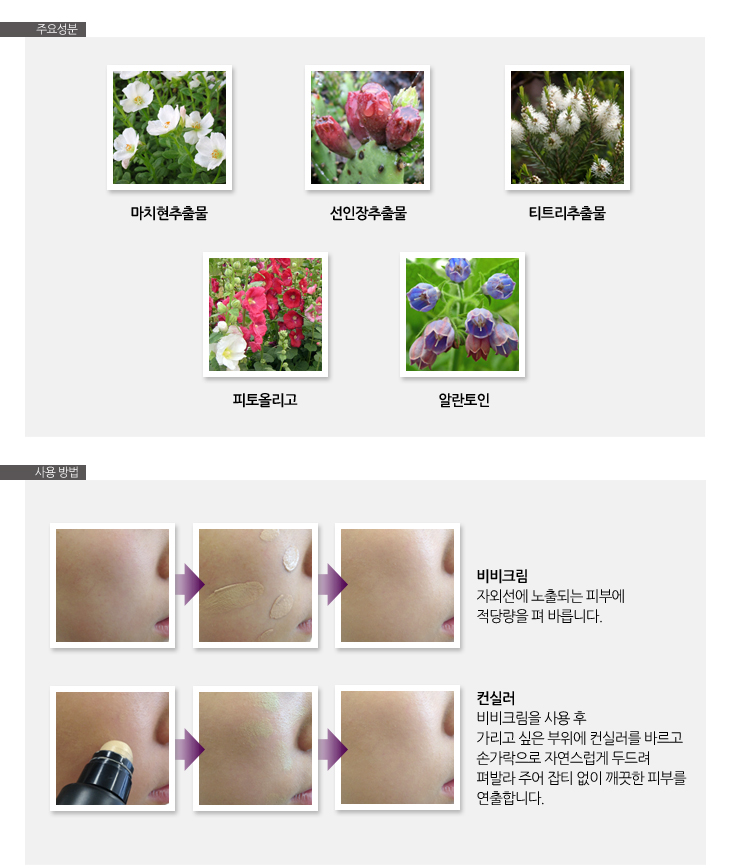 주요성분
마치현추출물
선인장추출물
티트리추출물
피토올리고
알란토인
사용 방법
비비크림
자외선에 노출되는 피부에
적당량을 펴 바릅니다.
컨실러
비비크림을 사용 후
가리고 싶은 부위에 컨실러를 바르고
손가락으로 자연스럽게 두드려
펴발라 주어 잡티 없이 깨끗한 피부를
연출합니다.